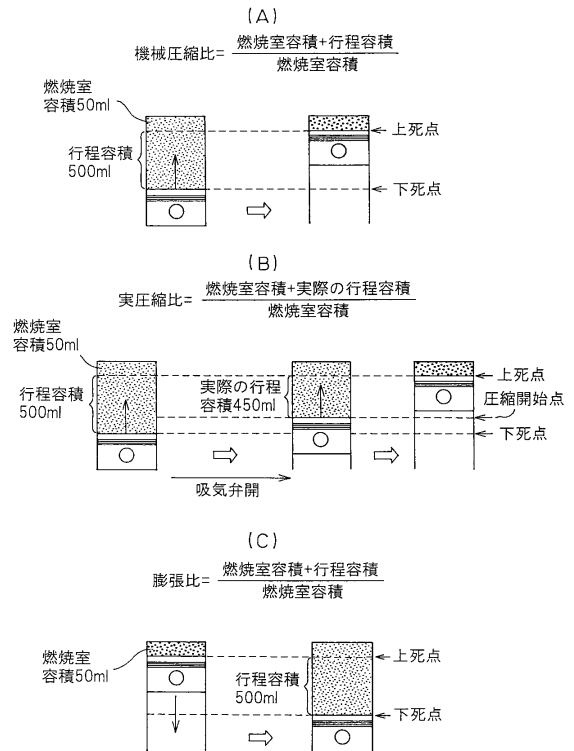 (A)
機械圧縮比= 燃焼室容積+行程容積
燃焼室容積
燃焼室
容積50ml
行程容積
500ml
上死点
下死点
(B)
実圧縮比= 燃焼室容積+実際の行程容積
燃焼室容積
燃焼室
容積50ml
行程容積
500ml
実際の行程
容積450ml
上死点
圧縮開始点
下死点
吸気弁開
(C)
膨張比= 燃焼室容積+行程容積
燃焼室容積
燃焼室
容積50ml
行程容積
500ml
上死点
下死点